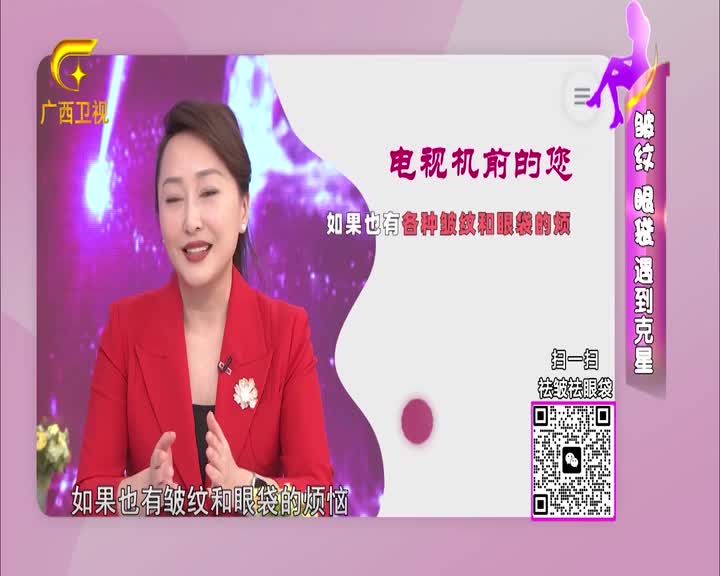 广西卫视
电视机前的您
如果也有各种皱纹和眼袋的烦
皱纹 眼袋 遇到克星
扫一扫
祛皱祛眼袋
如果也有皱纹和眼袋的烦恼